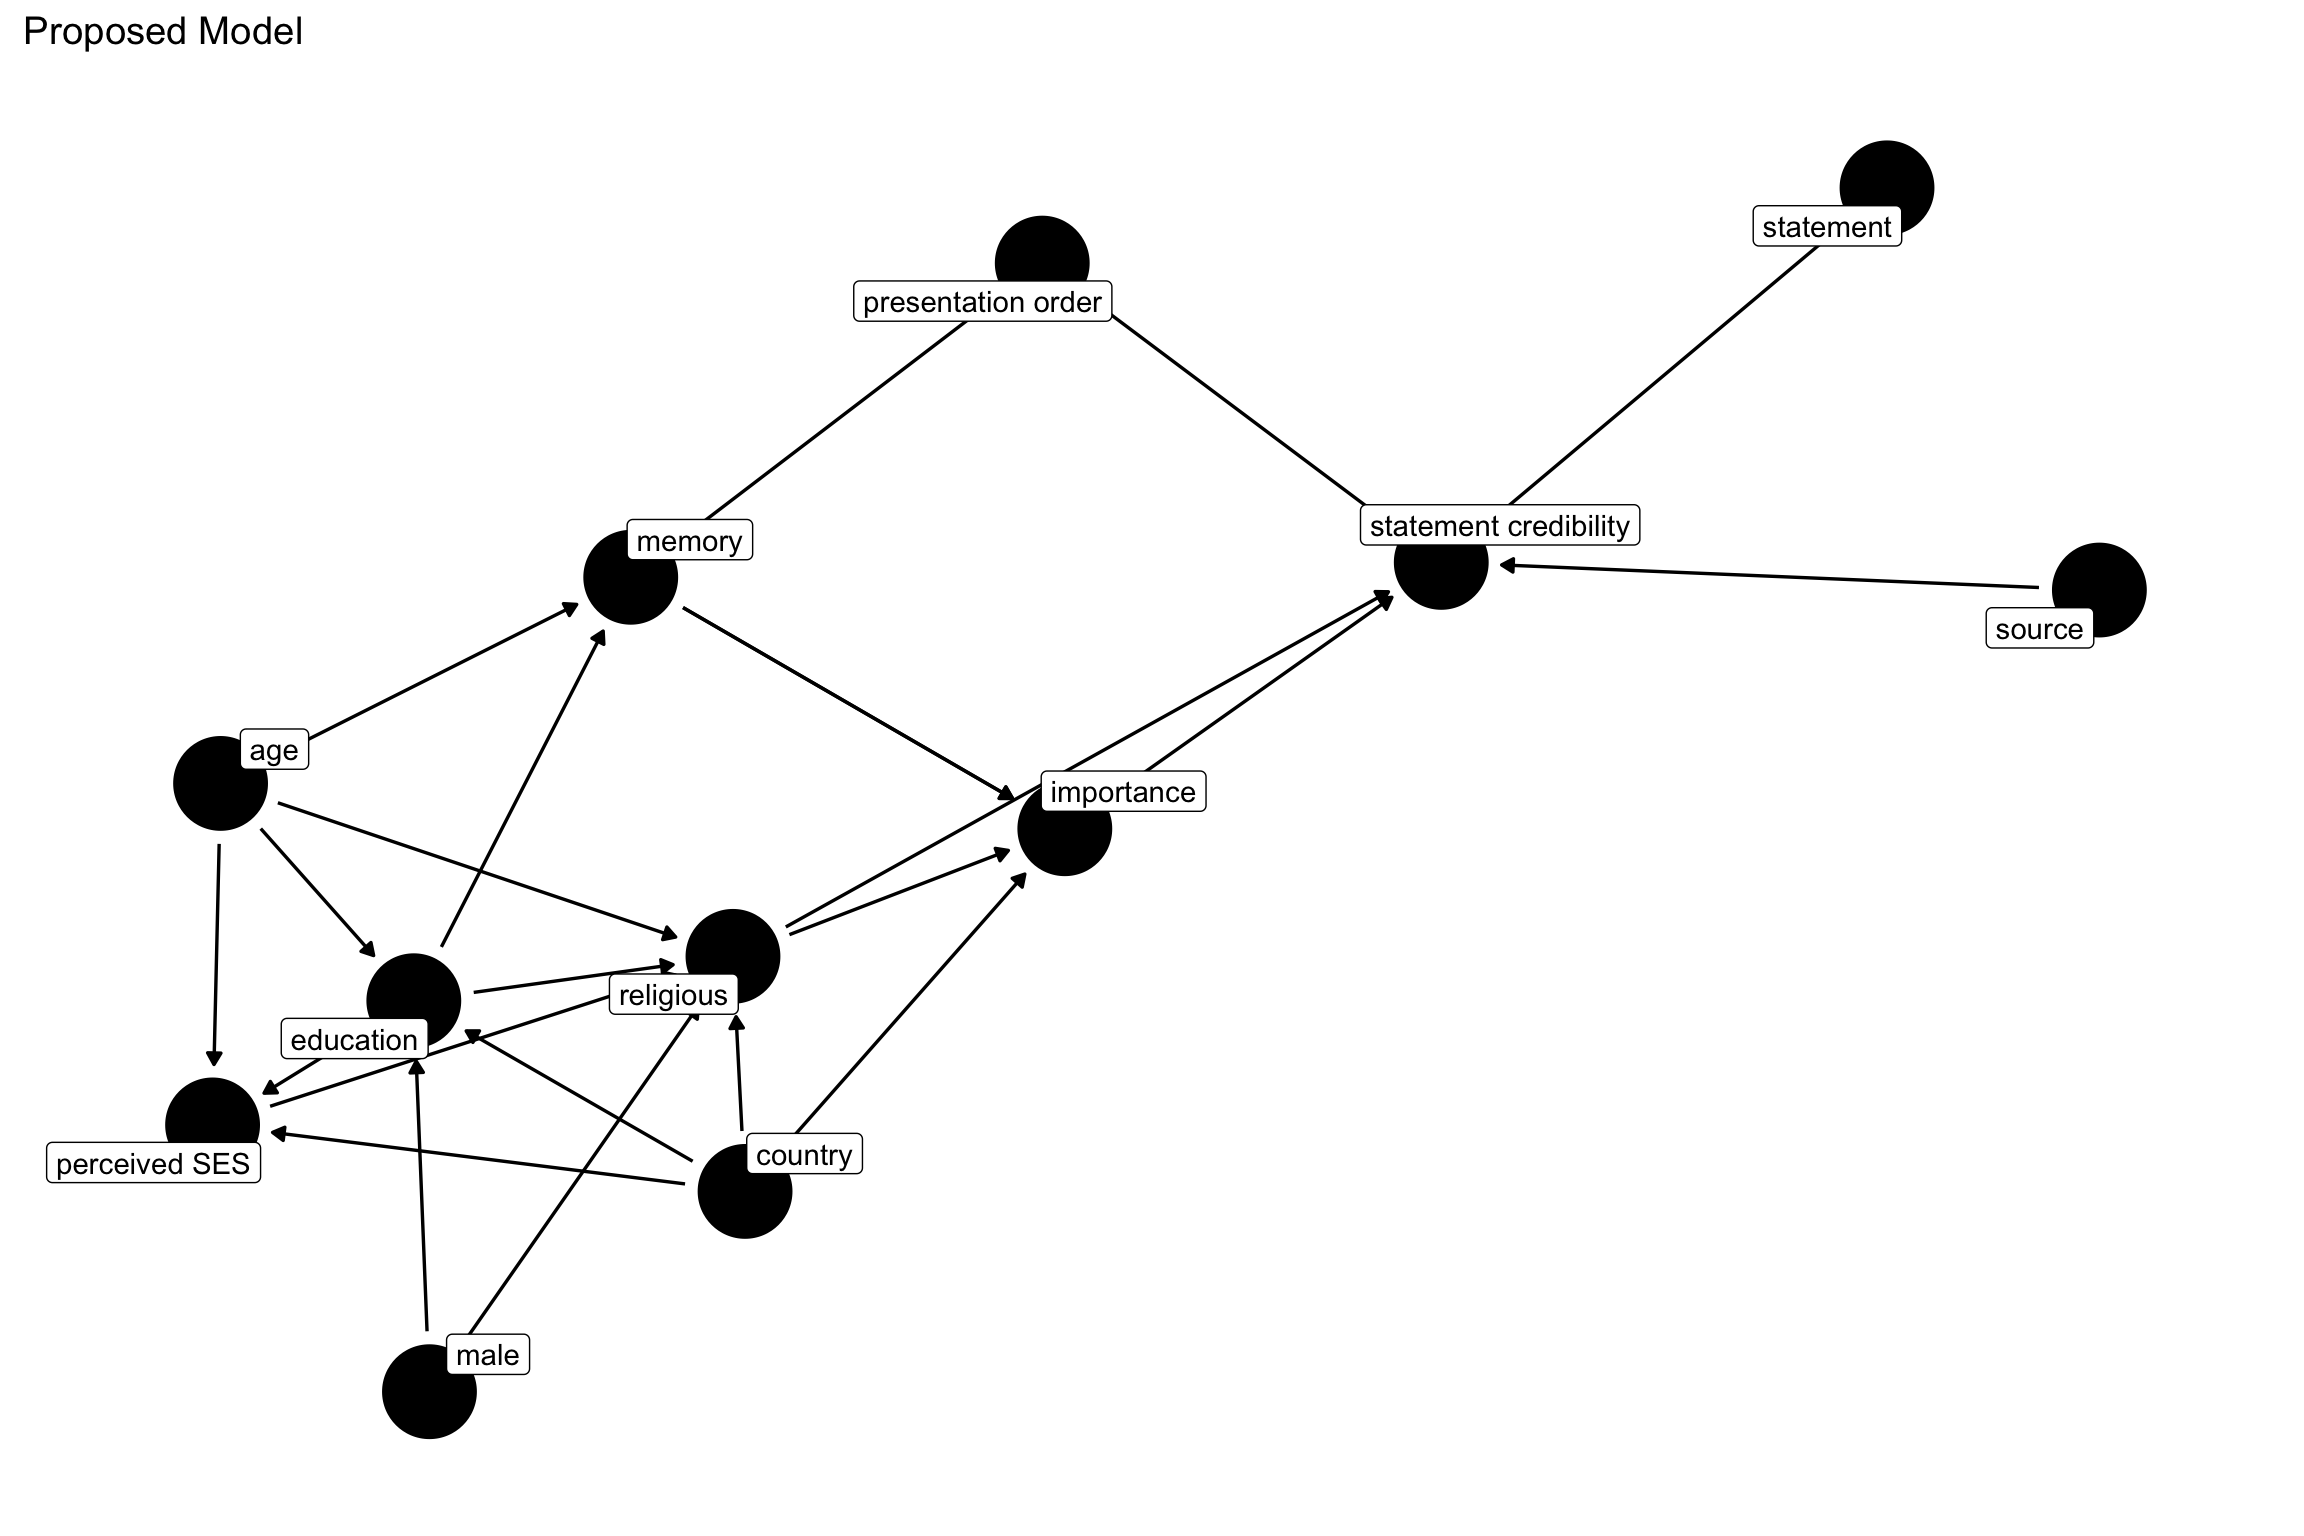 Proposed Model
statement
presentation order
statement credibility
memory
source
age
importance
religious
education
country
perceived SES
male